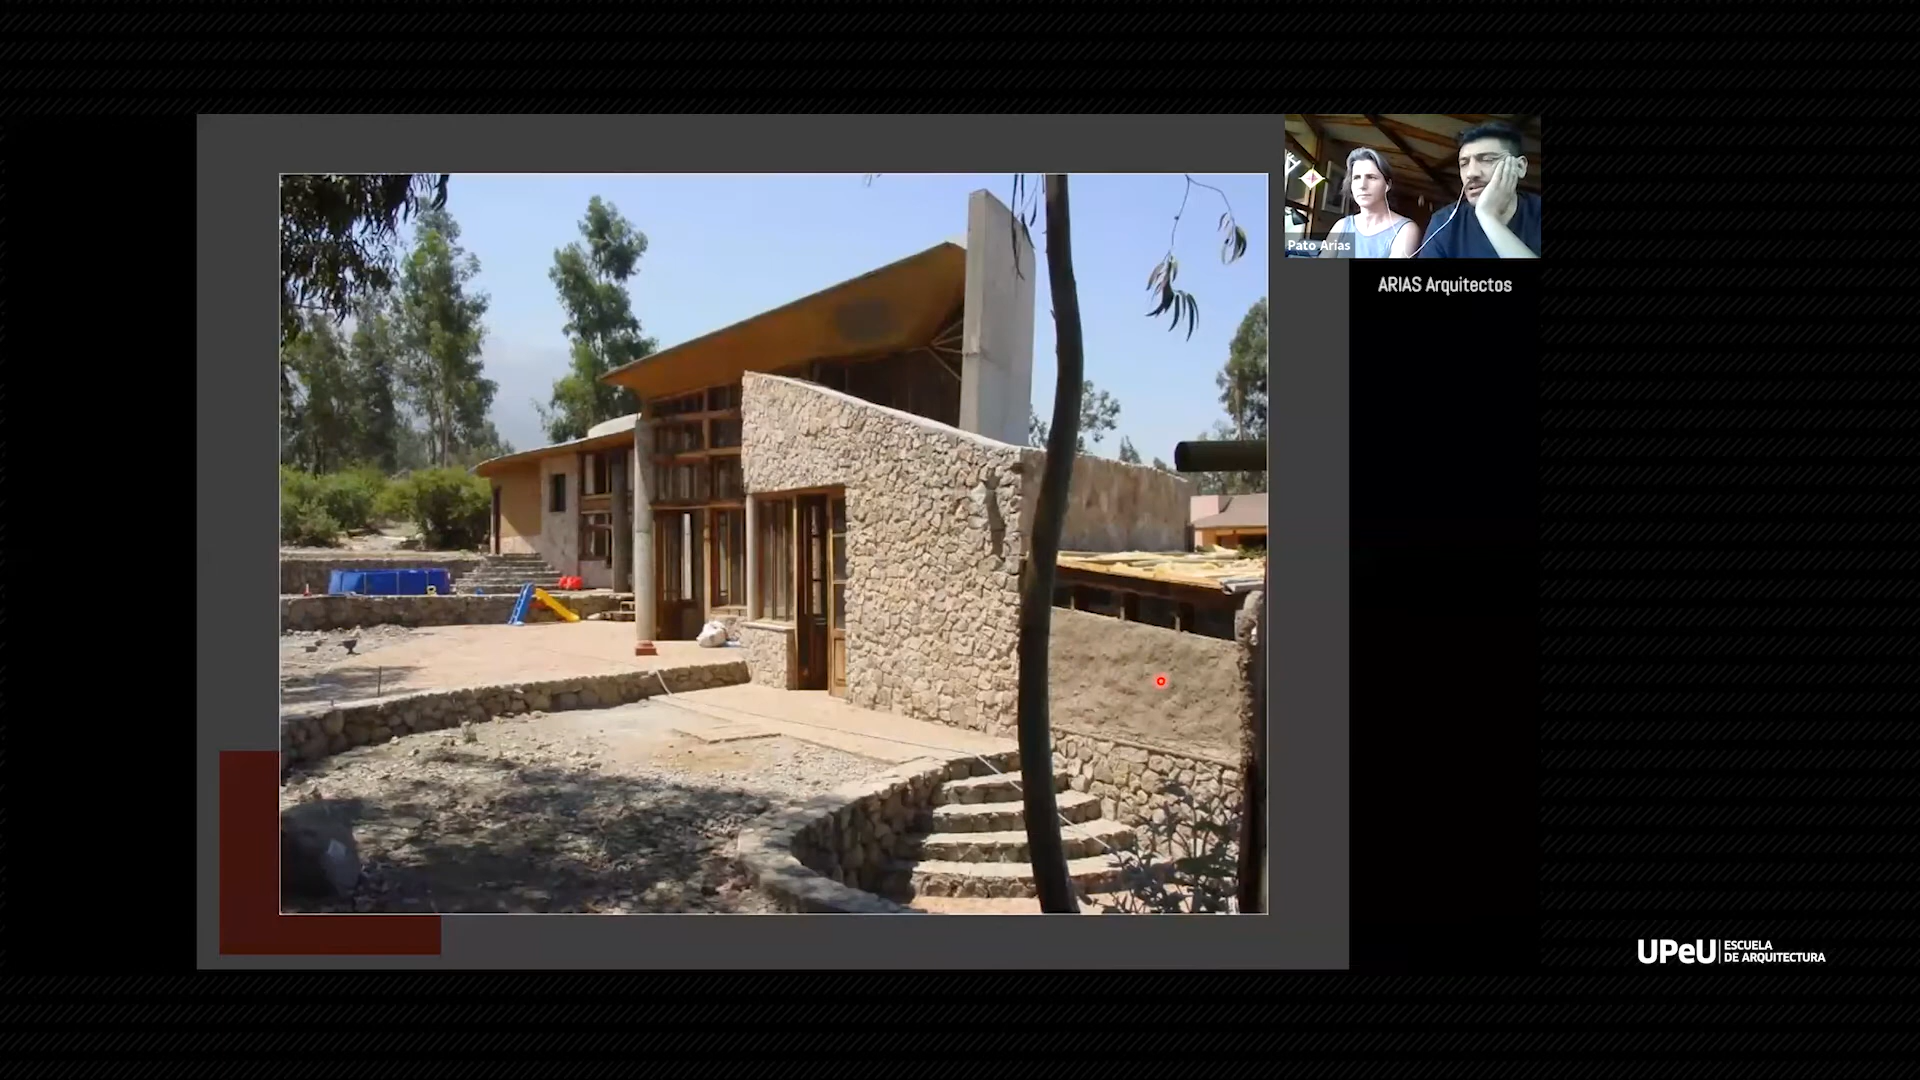 Pato Arias
ARIAS Arquitectos
UPeU
ESCUELA
DE ARQUITECTURA